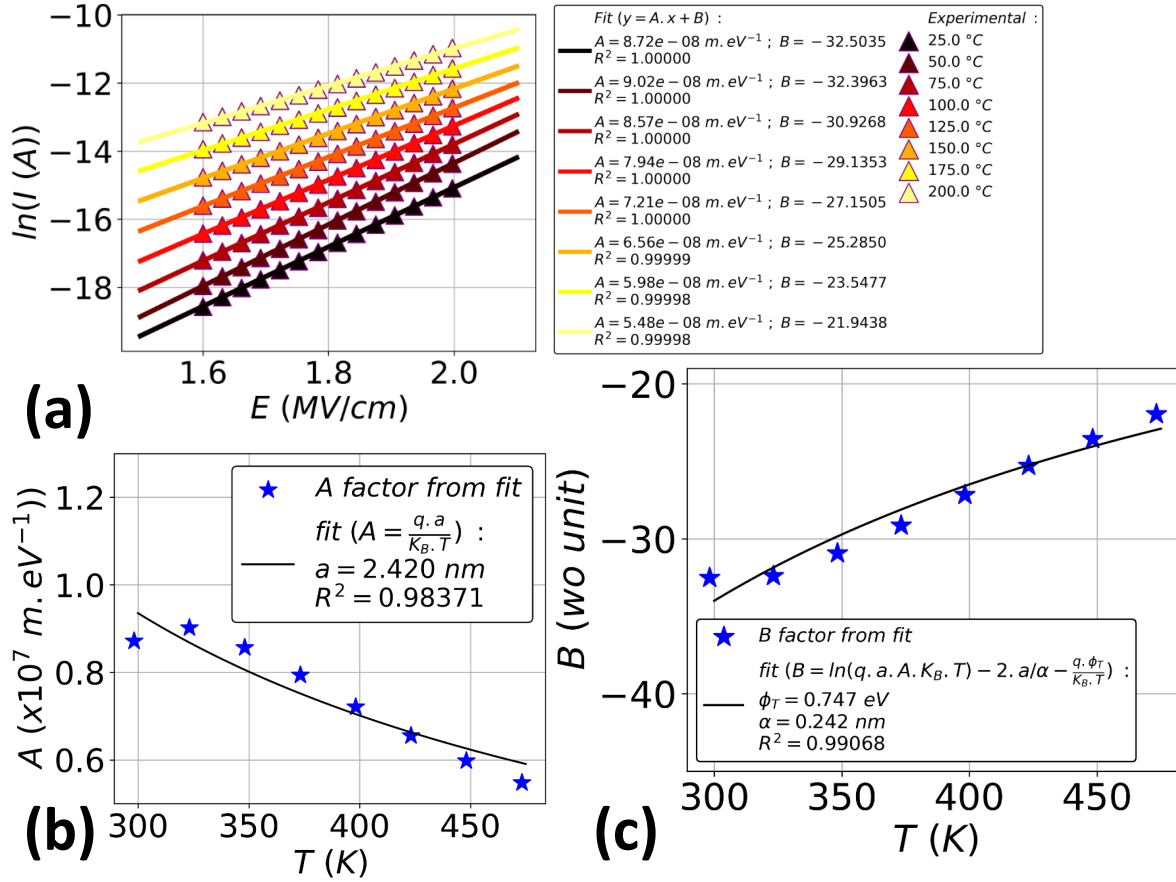 −10
−12
−14
−16
−18
ln(I (A))
1.6
1.8
2.0
E (MV/cm)
(a)
Fit (y = A. x + B) :
A = 8.72e − 08 m. eV⁻¹ ; B = − 32.5035
R² = 1.00000
A = 9.02e − 08 m. eV⁻¹ ; B = − 32.3963
R² = 1.00000
A = 8.57e − 08 m. eV⁻¹ ; B = − 30.9268
R² = 1.00000
A = 7.94e − 08 m. eV⁻¹ ; B = − 29.1353
R² = 1.00000
A = 7.21e − 08 m. eV⁻¹ ; B = − 27.1505
R² = 1.00000
A = 6.56e − 08 m. eV⁻¹ ; B = − 25.2850
R² = 0.99999
A = 5.98e − 08 m. eV⁻¹ ; B = − 23.5477
R² = 0.99998
A = 5.48e − 08 m. eV⁻¹ ; B = − 21.9438
R² = 0.99998
Experimental :
25.0 °C
50.0 °C
75.0 °C
100.0 °C
125.0 °C
150.0 °C
175.0 °C
200.0 °C
1.2
1.0
0.8
0.6
A (x10⁷ m. eV⁻¹))
A factor from fit
fit (A = q.a/K_B.T) :
a = 2.420 nm
R² = 0.98371
300
350
400
450
T (K)
(b)
−20
−30
−40
B (wo unit)
B factor from fit
fit (B = ln(q. a. A. K_B. T) − 2. a/α − q.ϕ_T/K_B.T) :
ϕ_T = 0.747 eV
α = 0.242 nm
R² = 0.99068
300
350
400
450
T (K)
(c)